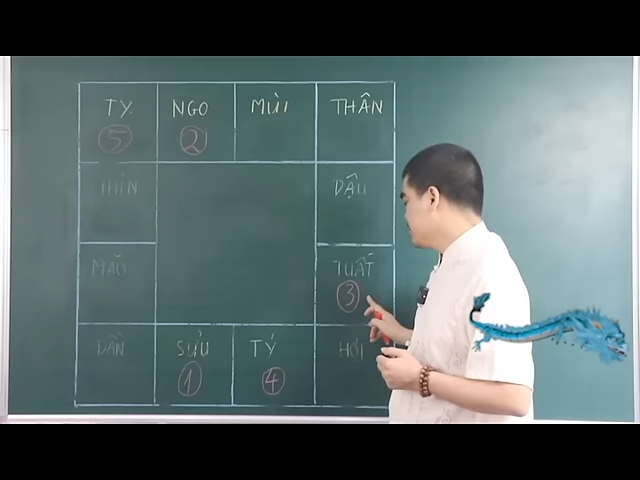 TỴ NGỌ MÙI THÂN
5 2
THÌN DẬU
MÃO TUẤT
3
DẦN SỬU TÝ HỢI
1 4